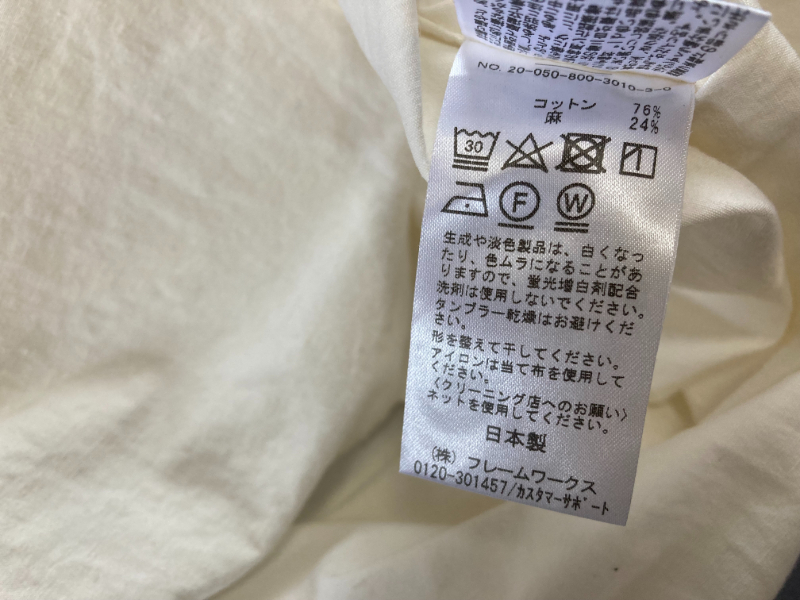 NO. 20-050-800-3010-3-0
コットン 76%
麻 24%
30
F W
生成や淡色製品は、白くなっ
たり、色ムラになることがあ
りますので、蛍光増白剤配合
洗剤は使用しないでください。
タンブラー乾燥はお避けくだ
さい。
形を整えて干してください。
アイロンは当て布を使用して
ください。
〈クリーニング店へのお願い〉
ネットを使用してください。
日本製
(株) フレームワークス
0120-301457/カスタマーサポート